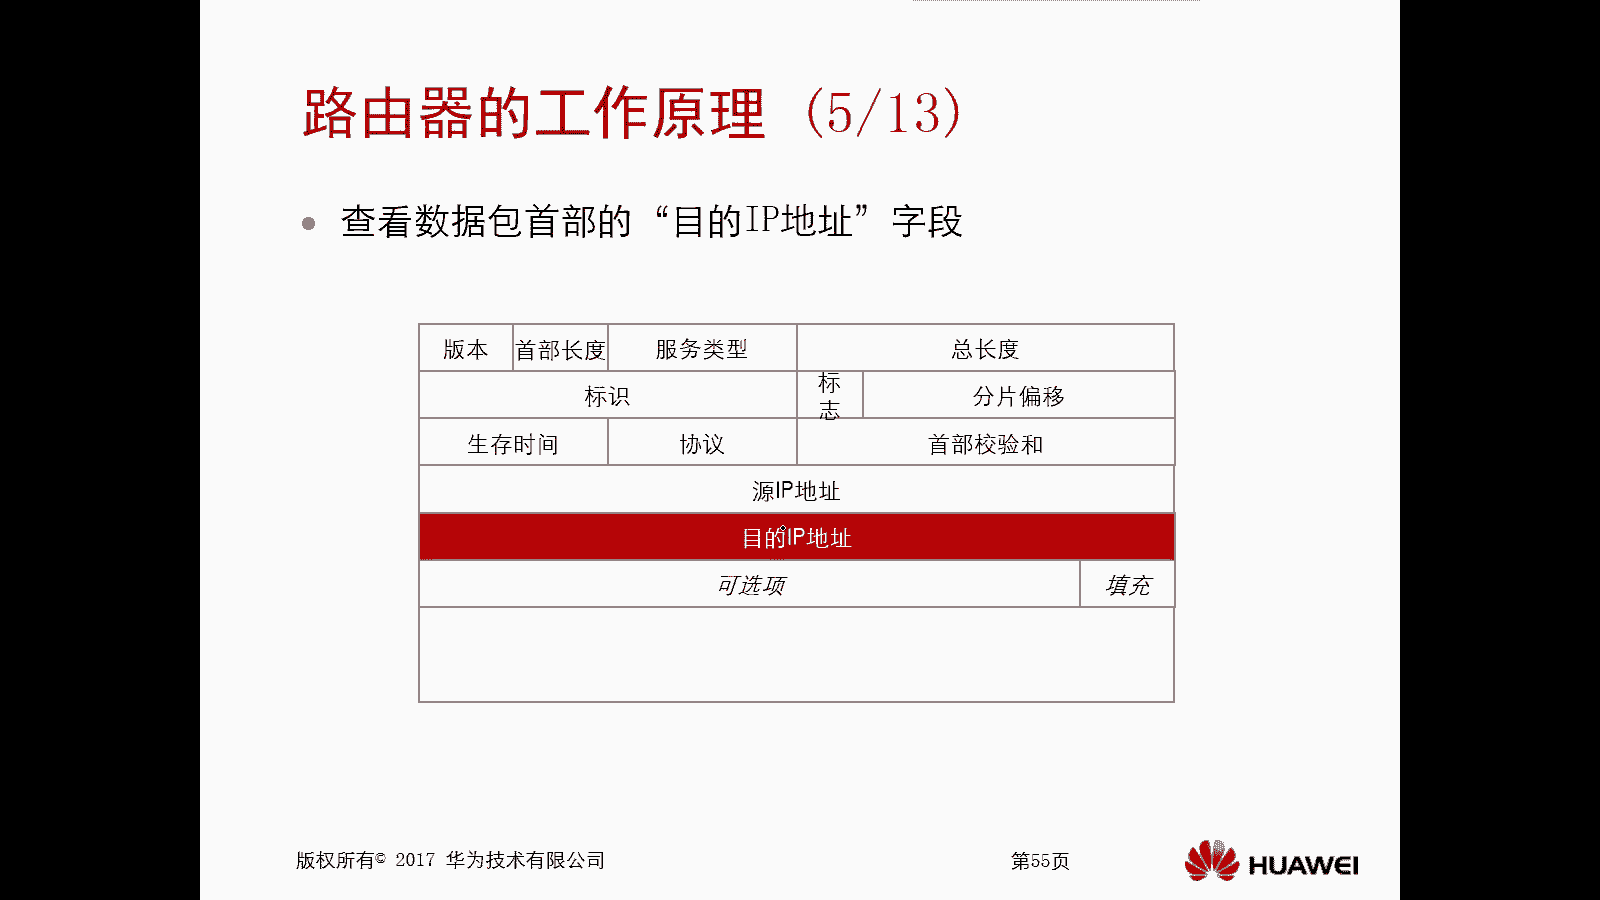 路由器的工作原理 (5/13)
查看数据包首部的“目的IP地址”字段
版本 首部长度 服务类型 总长度
标识 标志 分片偏移
生存时间 协议 首部校验和
源IP地址
目的IP地址
可选项 填充
版权所有© 2017 华为技术有限公司 第55页 HUAWEI